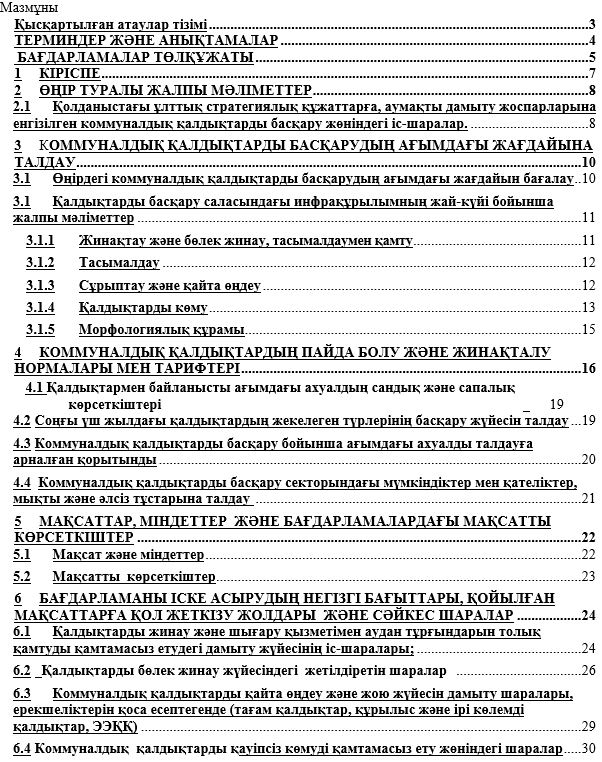 Мазмұны
Қысқартылған атаулар тізімі 3
ТЕРМИНДЕР ЖӘНЕ АНЫҚТАМАЛАР 4
БАҒДАРЛАМАЛАР ТӨЛҚҰЖАТЫ 5
1 КІРІСПЕ 7
2 ӨҢІР ТУРАЛЫ ЖАЛПЫ МӘЛІМЕТТЕР 8
2.1 Қолданыстағы ұлттық стратегиялық құжаттарға, аумақты дамыту жоспарларына
енгізілген коммуналдық қалдықтарды басқару жөніндегі іс-шаралар. 8
3 КОММУНАЛДЫҚ ҚАЛДЫҚТАРДЫ БАСҚАРУДЫҢ АҒЫМДАҒЫ ЖАҒДАЙЫНА
ТАЛДАУ 10
3.1 Өңірдегі коммуналдық қалдықтарды басқарудың ағымдағы жағдайын бағалау 10
3.1 Қалдықтарды басқару саласындағы инфрақұрылымның жай-күйі бойынша
жалпы мәліметтер 11
3.1.1 Жинақтау және бөлек жинау, тасымалдаумен қамту 11
3.1.2 Тасымалдау 12
3.1.3 Сұрыптау және қайта өңдеу 12
3.1.4 Қалдықтарды көму 13
3.1.5 Морфологиялық құрамы 15
4 КОММУНАЛДЫҚ ҚАЛДЫҚТАРДЫҢ ПАЙДА БОЛУ ЖӘНЕ ЖИНАҚТАЛУ
НОРМАЛАРЫ МЕН ТАРИФТЕРІ 16
4.1 Қалдықтармен байланысты ағымдағы ахуалдың сандық және сапалық
көрсеткіштері _ 19
4.2 Соңғы үш жылдағы қалдықтардың жекелеген түрлерінің басқару жүйесін талдау 19
4.3 Коммуналдық қалдықтарды басқару бойынша ағымдағы ахуалды талдауға
арналған қорытынды 20
4.4 Коммуналдық қалдықтарды басқару секторындағы мүмкіндіктер мен қателіктер,
мықты және әлсіз тұстарына талдау 21
5 МАҚСАТТАР, МІНДЕТТЕР ЖӘНЕ БАҒДАРЛАМАЛАРДАҒЫ МАҚСАТТЫ
КӨРСЕТКІШТЕР 22
5.1 Мақсат және міндеттер 22
5.2 Мақсатты көрсеткіштер 23
6 БАҒДАРЛАМАНЫ ІСКЕ АСЫРУДЫҢ НЕГІЗГІ БАҒЫТТАРЫ, ҚОЙЫЛҒАН
МАҚСАТТАРҒА ҚОЛ ЖЕТКІЗУ ЖОЛДАРЫ ЖӘНЕ СӘЙКЕС ШАРАЛАР 24
6.1 Қалдықтарды жинау және шығару қызметімен аудан тұрғындарын толық
қамтуды қамтамасыз етудегі дамыту жүйесінің іс-шаралары; 24
6.2 _Қалдықтарды бөлек жинау жүйесіндегі жетілдіретін шаралар 26
6.3 Коммуналдық қалдықтарды қайта өңдеу және жою жүйесін дамыту шаралары,
ерекшеліктерін қоса есептегенде (тағам қалдықтар, құрылыс және ірі көлемді
қалдықтар, ЭЭҚҚ) 29
6.4 Коммуналдық қалдықтарды қауіпсіз көмуді қамтамасыз ету жөніндегі шаралар 30